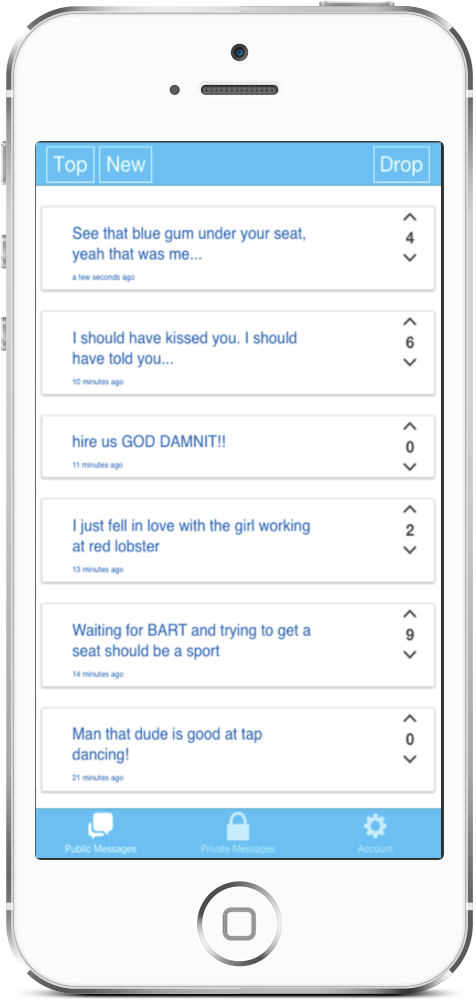 Top New Drop
See that blue gum under your seat,
yeah that was me...
a few seconds ago
4
I should have kissed you. I should
have told you...
10 minutes ago
6
hire us GOD DAMNIT!!
11 minutes ago
0
I just fell in love with the girl working
at red lobster
13 minutes ago
2
Waiting for BART and trying to get a
seat should be a sport
14 minutes ago
9
Man that dude is good at tap
dancing!
21 minutes ago
0
Public Messages Private Messages Account